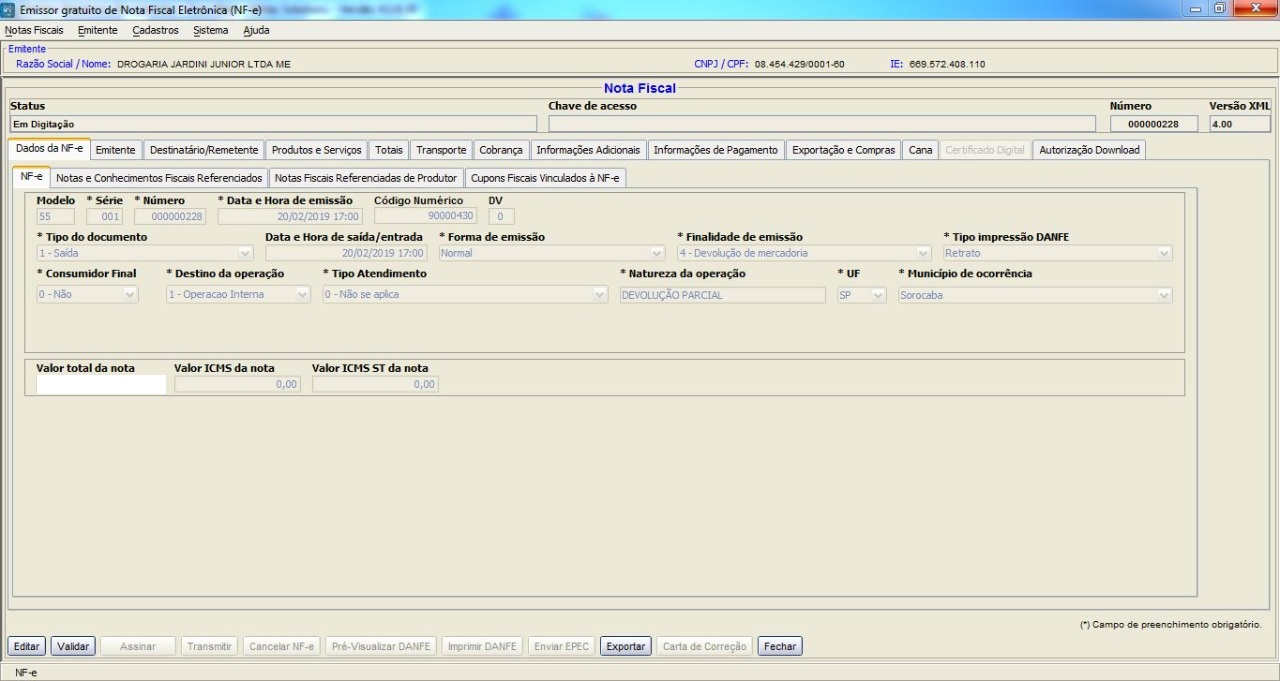 Emissor gratuito de Nota Fiscal Eletrônica (NF-e)
Notas Fiscais Emitente Cadastros Sistema Ajuda
Emitente
Razão Social / Nome: DROGARIA JARDINI JUNIOR LTDA ME CNPJ / CPF: 08.454.429/0001-60 IE: 669.572.408.110
Nota Fiscal
Status Chave de acesso Número Versão XML
Em Digitação 000000228 4.00
Dados da NF-e Emitente Destinatário/Remetente Produtos e Serviços Totais Transporte Cobrança Informações Adicionais Informações de Pagamento Exportação e Compras Cana Certificado Digital Autorização Download
NF-e Notas e Conhecimentos Fiscais Referenciados Notas Fiscais Referenciadas de Produtor Cupons Fiscais Vinculados à NF-e
Modelo * Série * Número * Data e Hora de emissão Código Numérico DV
55 001 000000228 20/02/2019 17:00 90000430 0
* Tipo do documento Data e Hora de saída/entrada * Forma de emissão * Finalidade de emissão * Tipo impressão DANFE
1 - Saída 20/02/2019 17:00 Normal 4 - Devolução de mercadoria Retrato
* Consumidor Final * Destino da operação * Tipo Atendimento * Natureza da operação * UF * Município de ocorrência
0 - Não 1 - Operacao Interna 0 - Não se aplica DEVOLUÇÃO PARCIAL SP Sorocaba
Valor total da nota Valor ICMS da nota Valor ICMS ST da nota
0,00 0,00
(*) Campo de preenchimento obrigatório.
Editar Validar Assinar Transmitir Cancelar NF-e Pré-Visualizar DANFE Imprimir DANFE Enviar EPEC Exportar Carta de Correção Fechar
NF-e